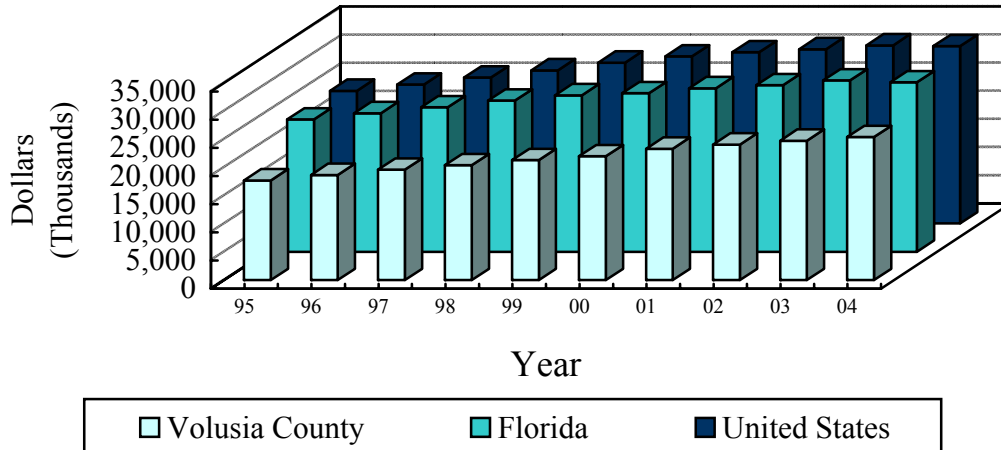 Dollars
(Thousands)
35,000
30,000
25,000
20,000
15,000
10,000
5,000
0
95 96 97 98 99 00 01 02 03 04
Year
Volusia County Florida United States